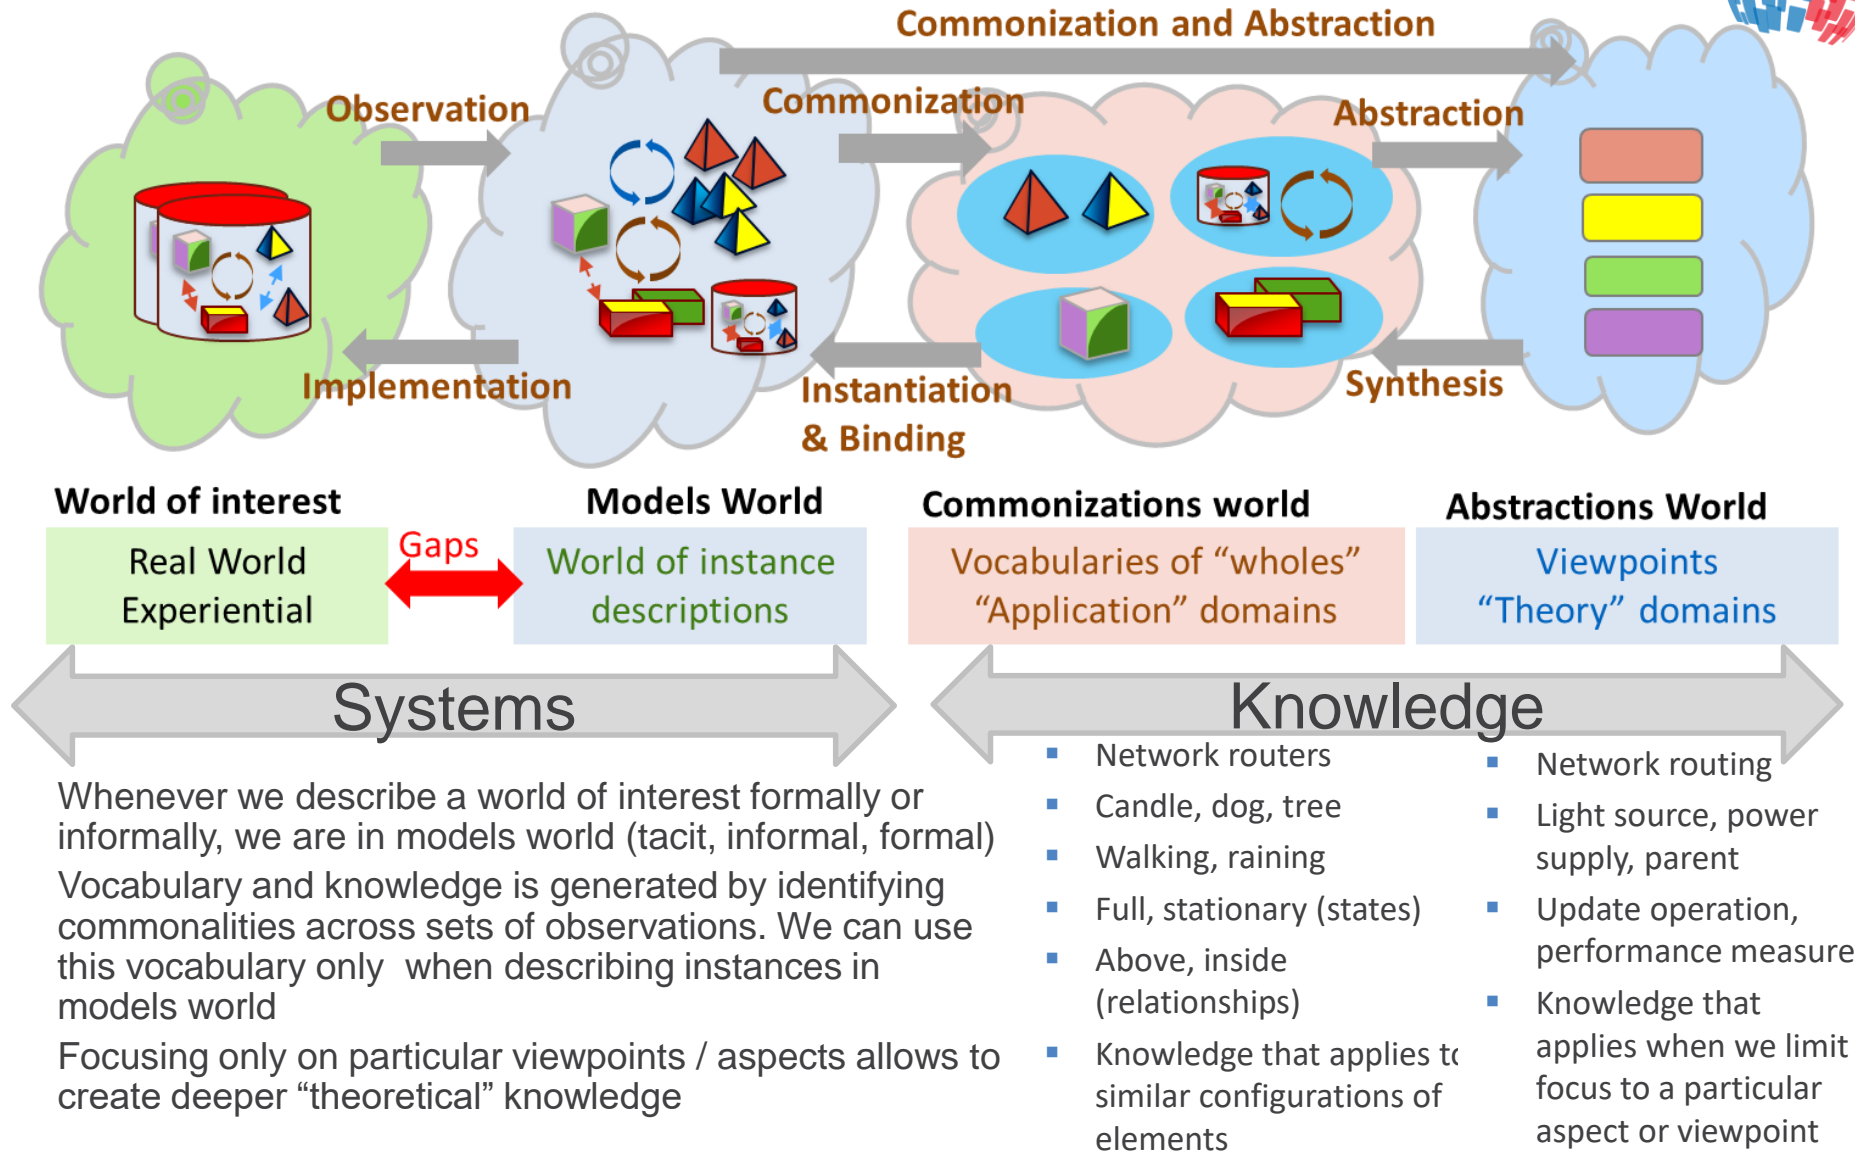 Commonization and Abstraction
Observation
Commonization
Abstraction
Implementation
Instantiation
& Binding
Synthesis
World of interest
Models World
Commonizations world
Abstractions World
Real World
Experiential
Gaps
World of instance
descriptions
Vocabularies of “wholes”
“Application” domains
Viewpoints
“Theory” domains
Systems
Knowledge
Whenever we describe a world of interest formally or
informally, we are in models world (tacit, informal, formal)
Vocabulary and knowledge is generated by identifying
commonalities across sets of observations. We can use
this vocabulary only  when describing instances in
models world
Focusing only on particular viewpoints / aspects allows to
create deeper “theoretical” knowledge
▪ Network routers
▪ Candle, dog, tree
▪ Walking, raining
▪ Full, stationary (states)
▪ Above, inside
(relationships)
▪ Knowledge that applies to
similar configurations of
elements
▪ Network routing
▪ Light source, power
supply, parent
▪ Update operation,
performance measure
▪ Knowledge that
applies when we limit
focus to a particular
aspect or viewpoint